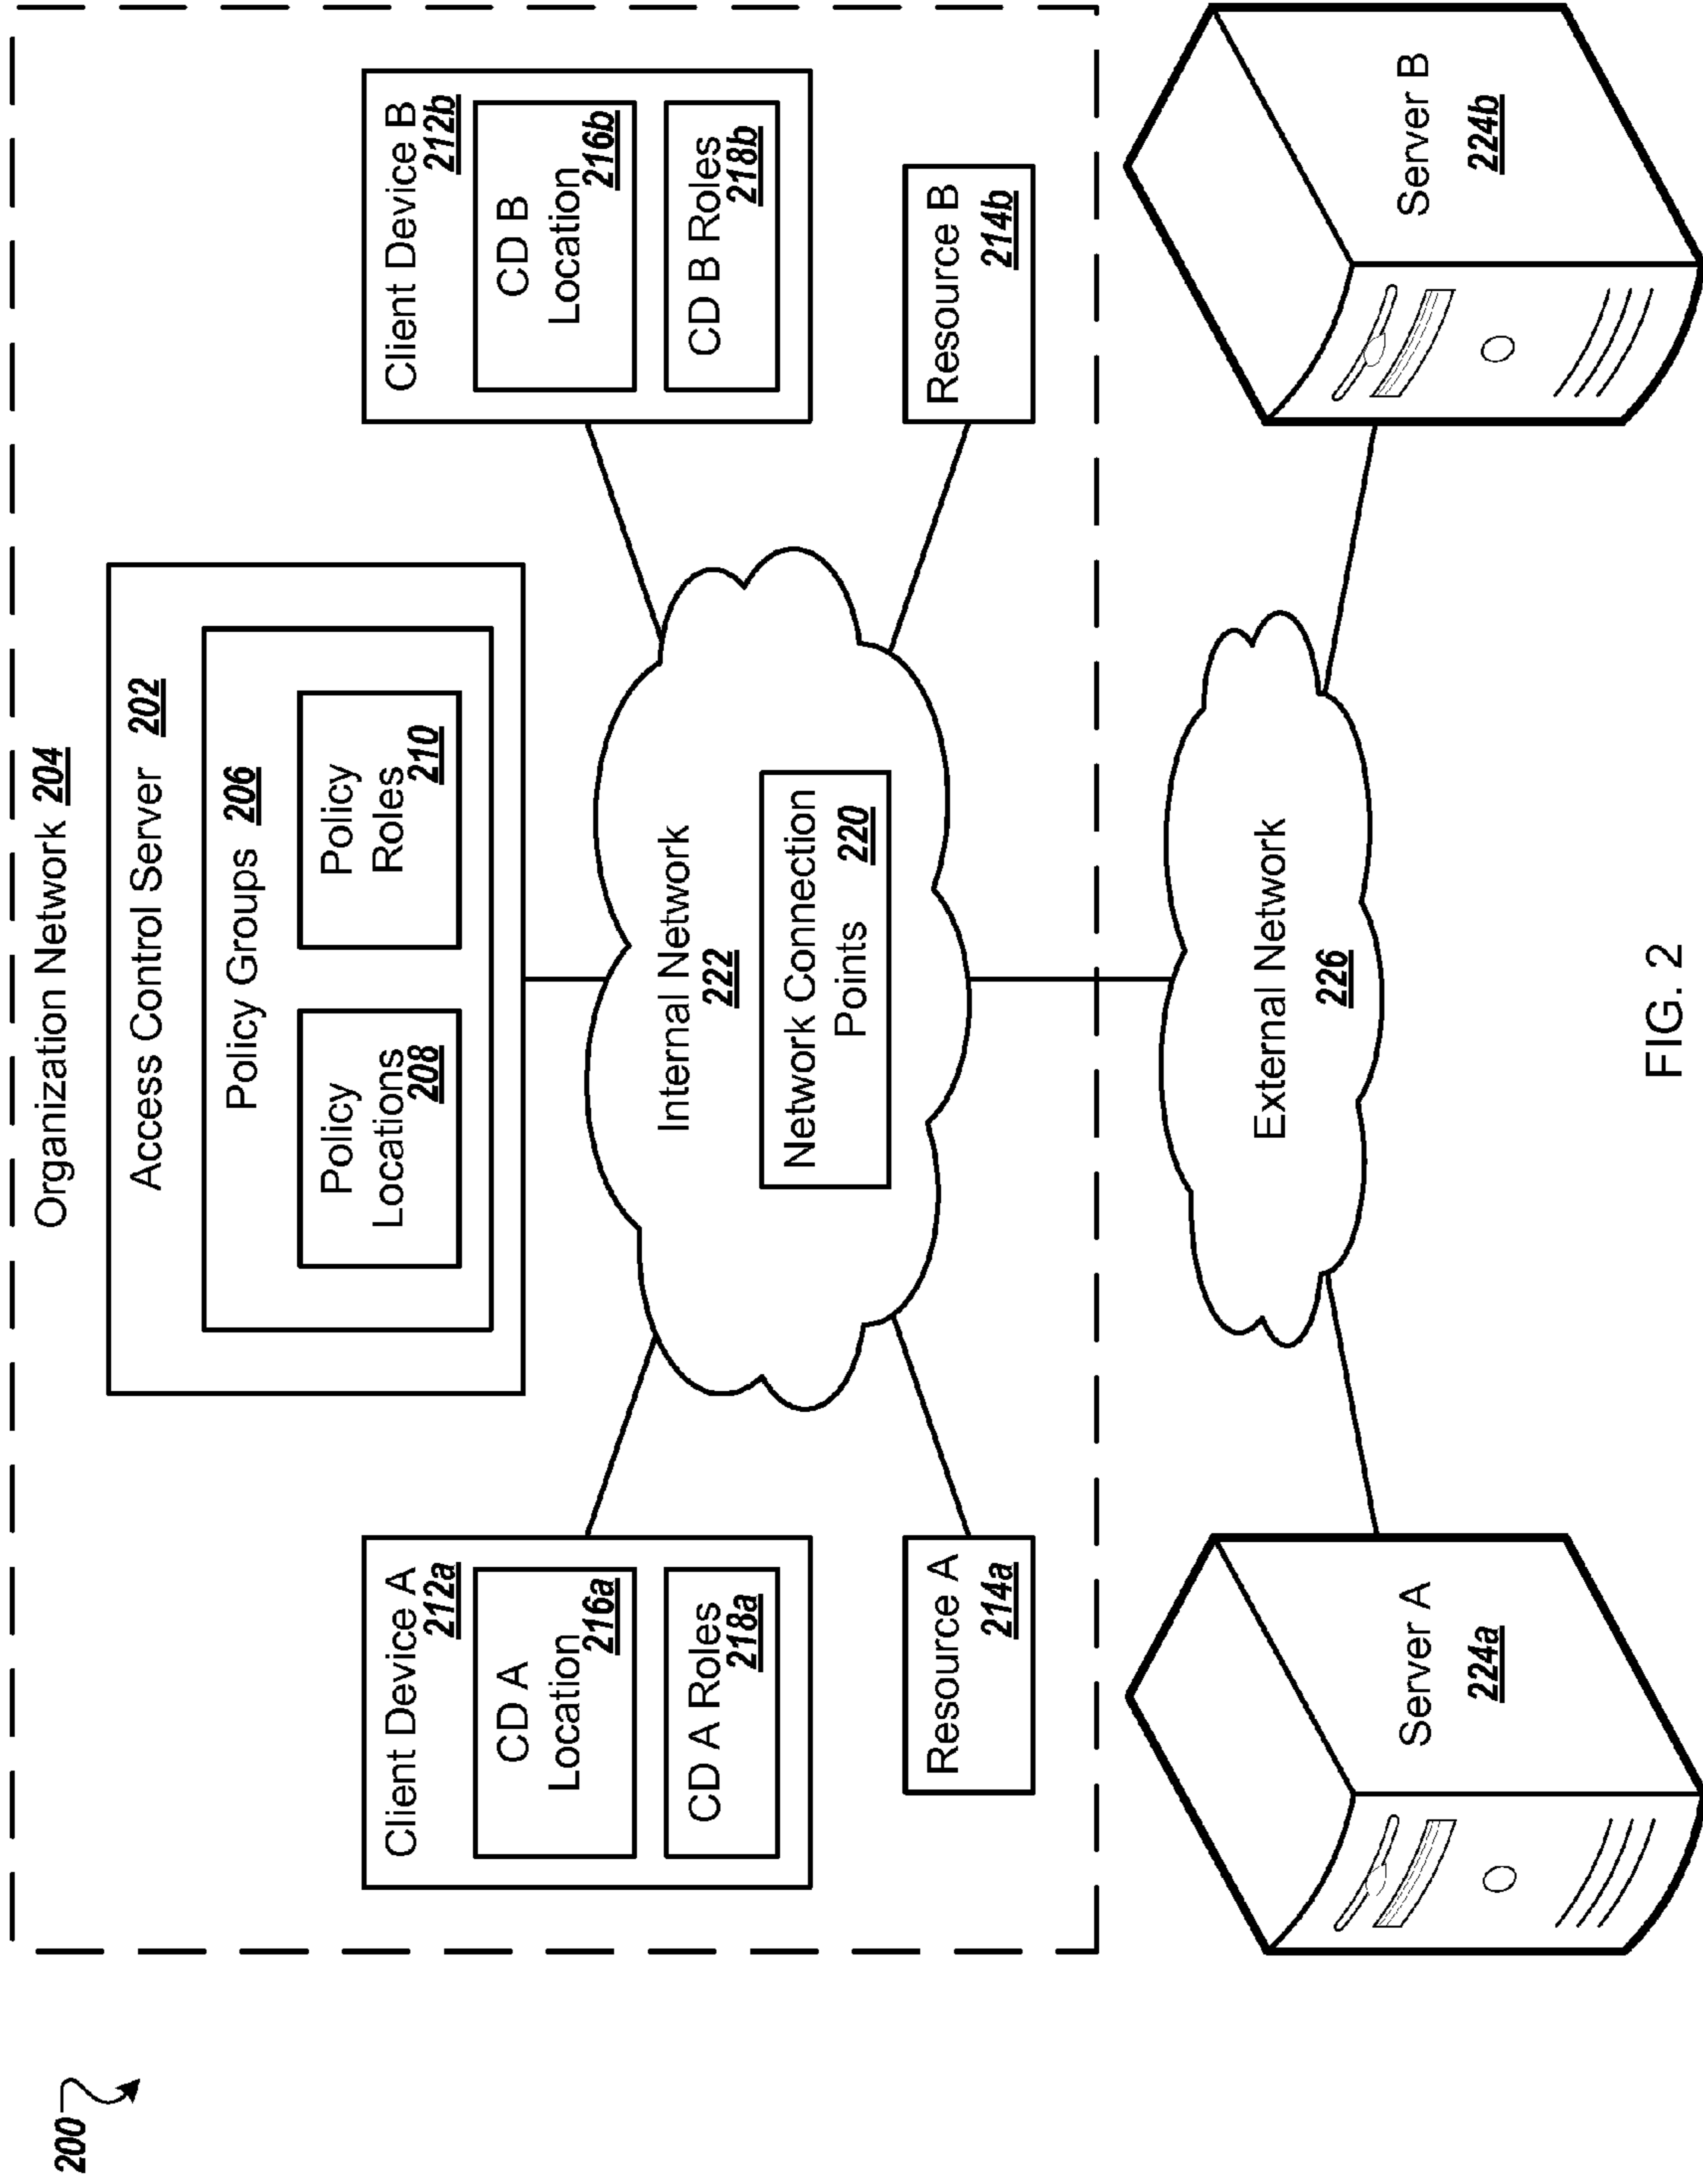 200
Organization Network 204
Access Control Server 202
Policy Groups 206
Policy
Locations
208
Policy
Roles
210
Client Device A
212a
CD A
Location
216a
CD A Roles
218a
Client Device B
212b
CD B
Location
216b
CD B Roles
218b
Internal Network
222
Network Connection
Points 220
Resource A
214a
Resource B
214b
External Network
226
Server A
224a
Server B
224b
FIG. 2